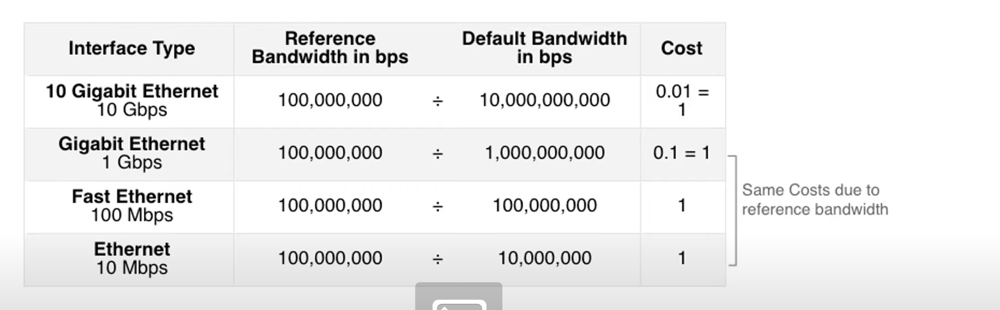 Interface Type
Reference
Bandwidth in bps
Default Bandwidth
in bps
Cost
10 Gigabit Ethernet
10 Gbps
100,000,000 ÷ 10,000,000,000
0.01 =
1
Gigabit Ethernet
1 Gbps
100,000,000 ÷ 1,000,000,000
0.1 = 1
Fast Ethernet
100 Mbps
100,000,000 ÷ 100,000,000
1
Ethernet
10 Mbps
100,000,000 ÷ 10,000,000
1
Same Costs due to
reference bandwidth